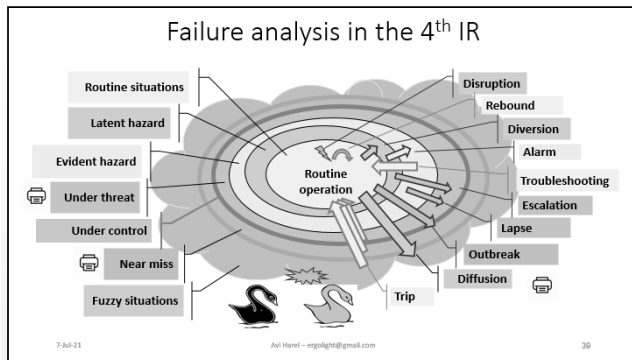 Failure analysis in the 4th IR
Routine situations
Latent hazard
Evident hazard
Under threat
Under control
Near miss
Fuzzy situations
Routine
operation
Disruption
Rebound
Diversion
Alarm
Troubleshooting
Escalation
Lapse
Outbreak
Diffusion
Trip
7-Jul-21
Avi Harel – ergolight@gmail.com
39